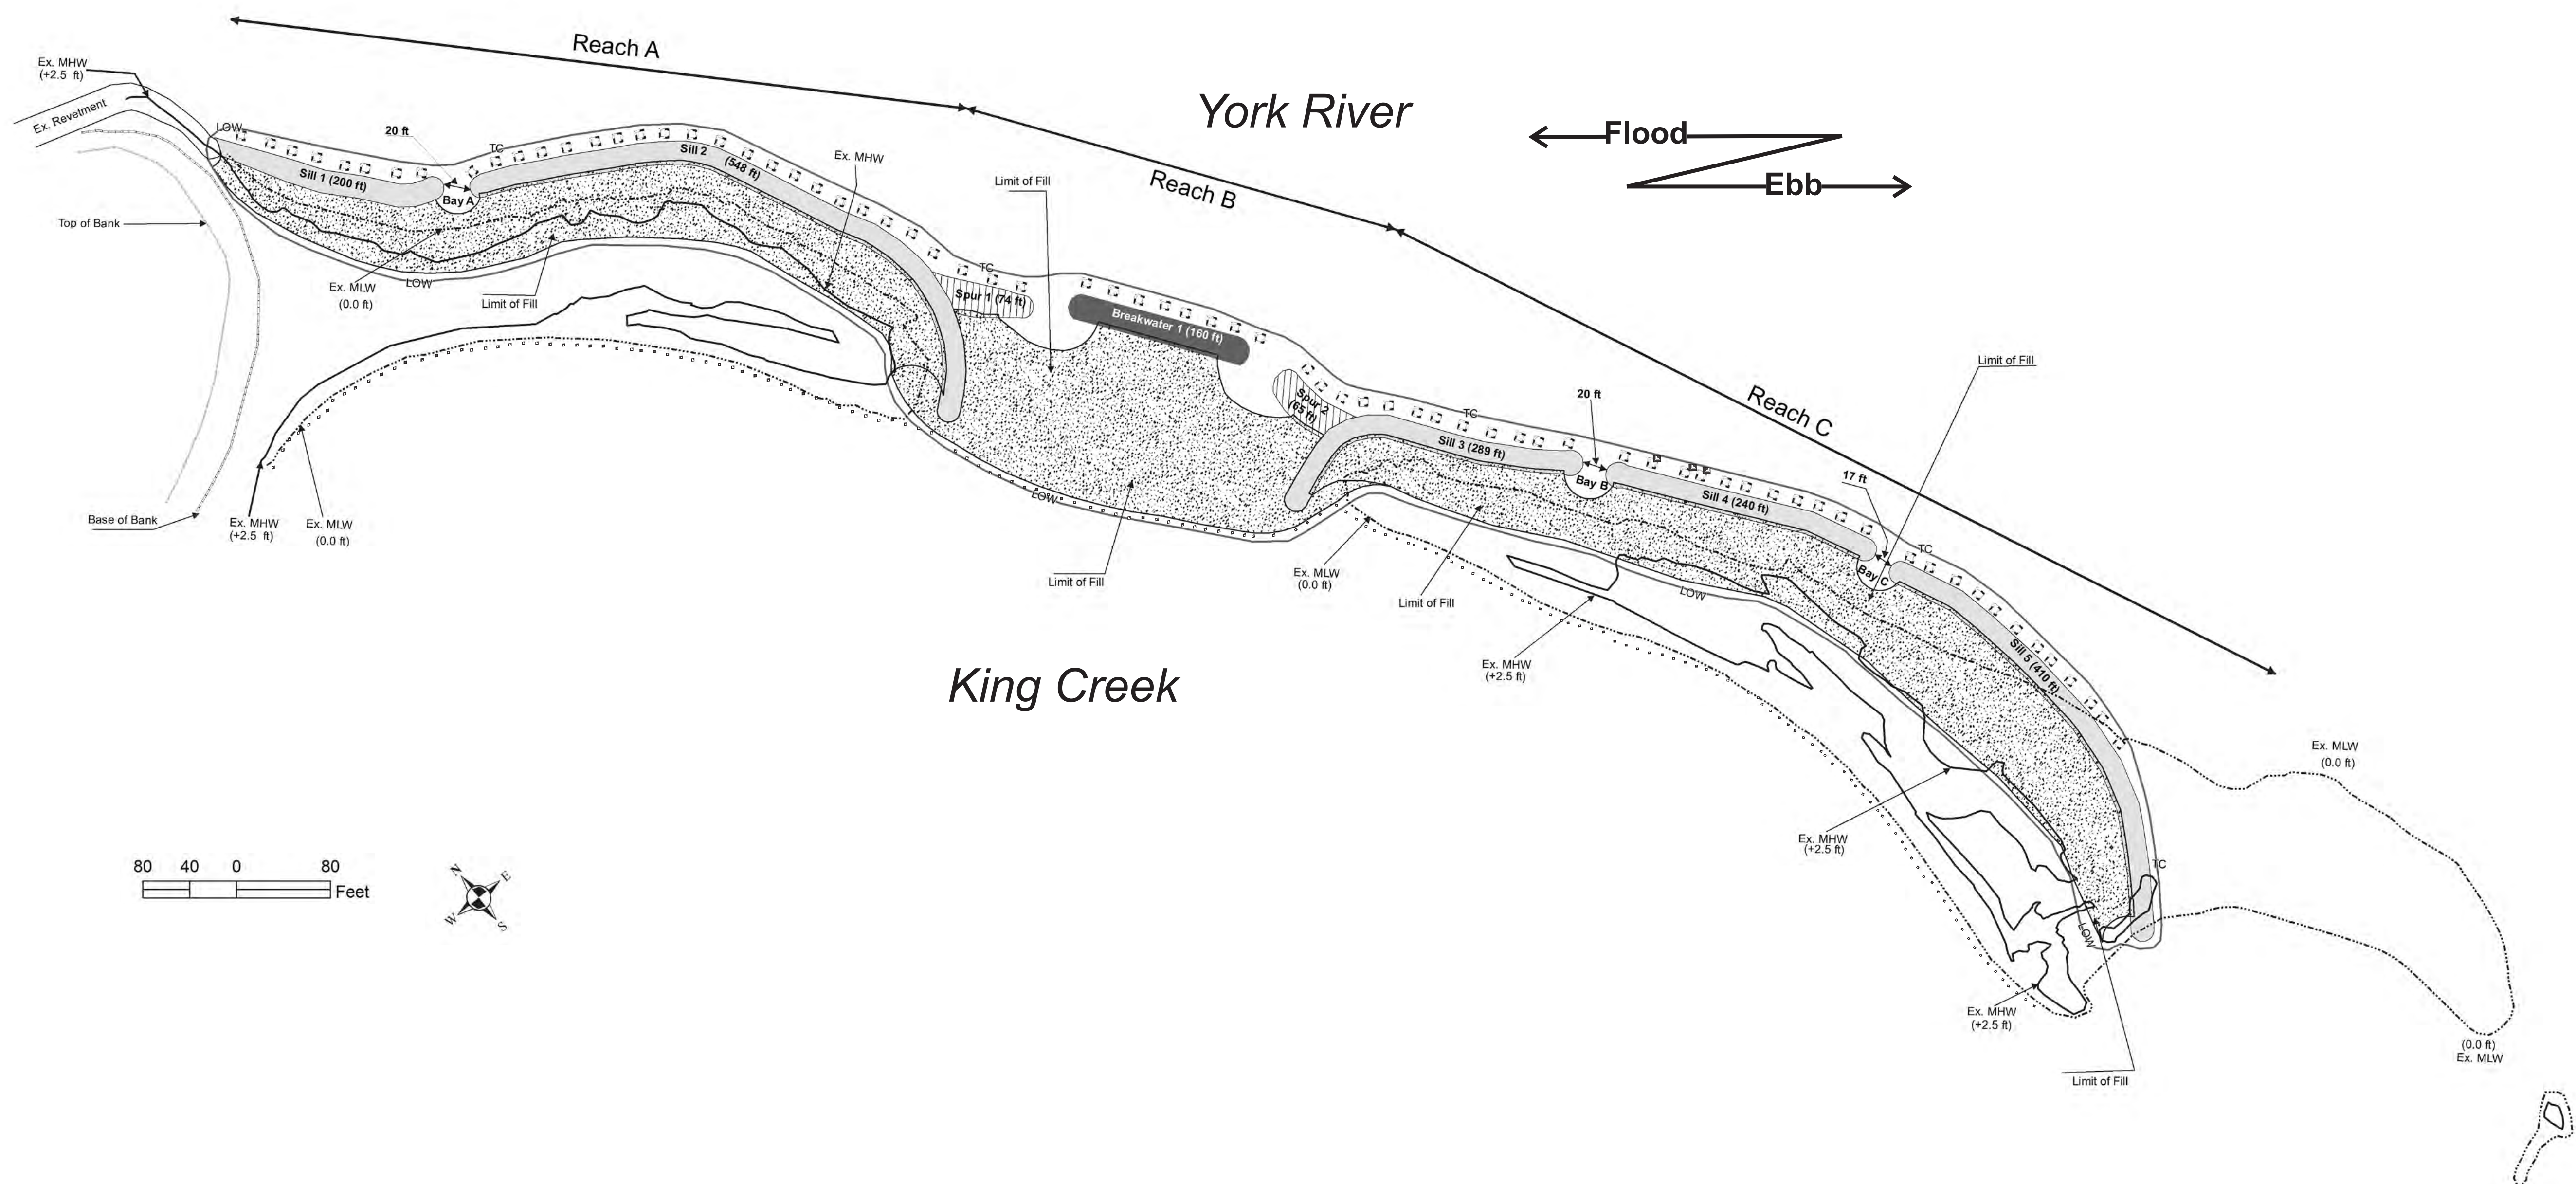 Reach A
Ex. MHW
(+2.5 ft)
Ex. Revetment
York River
Flood
Ebb
LOW
20 ft
TC
Sill 1 (200 ft)
Bay A
Sill 2
(548 ft)
Ex. MHW
Limit of Fill
Reach B
Top of Bank
Ex. MLW
(0.0 ft)
LOW
Limit of Fill
TC
Spur 1 (74 ft)
Breakwater 1 (160 ft)
Spur 2
(65 ft)
Limit of Fill
Reach C
20 ft
TC
Sill 3 (289 ft)
Bay B
Sill 4 (240 ft)
17 ft
Bay C
TC
Sill 5 (410 ft)
Base of Bank
Ex. MHW
(+2.5 ft)
Ex. MLW
(0.0 ft)
LOW
Limit of Fill
Ex. MLW
(0.0 ft)
Limit of Fill
LOW
Ex. MHW
(+2.5 ft)
King Creek
Ex. MLW
(0.0 ft)
Ex. MHW
(+2.5 ft)
TC
LOW
80 40 0 80
Feet
N
E
W
S
Ex. MHW
(+2.5 ft)
(0.0 ft)
Ex. MLW
Limit of Fill